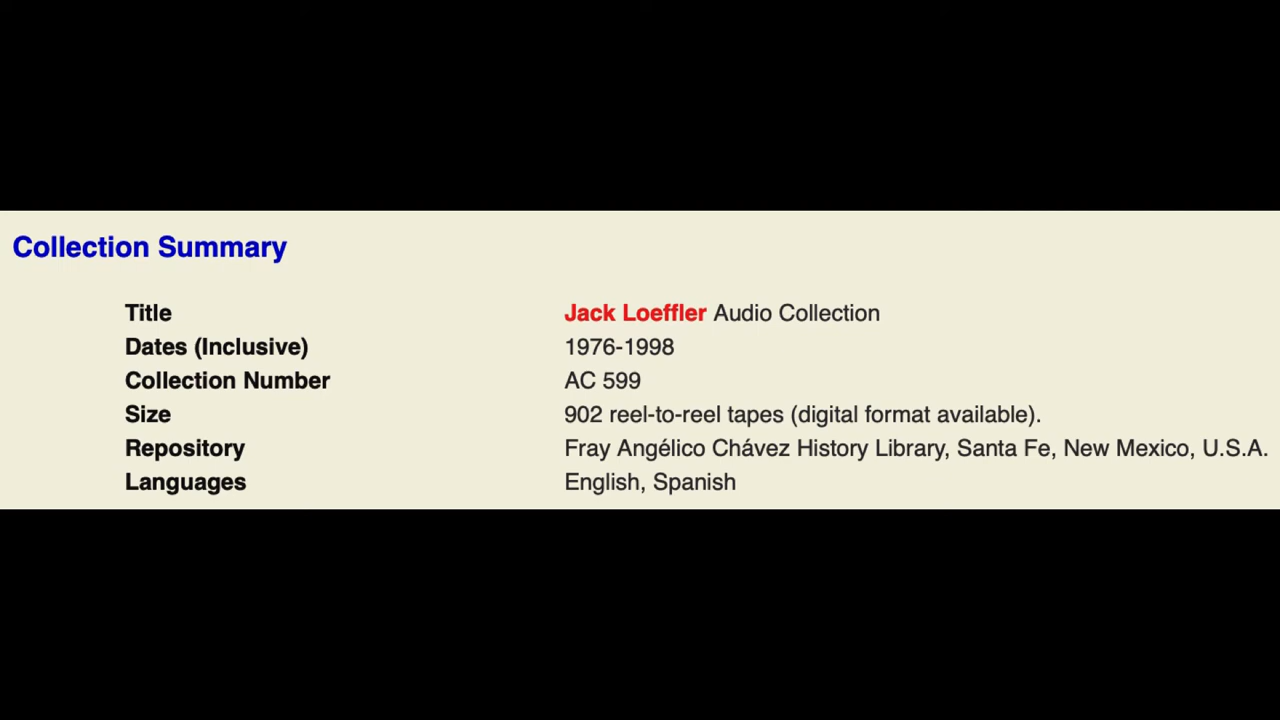 Collection Summary
Title Jack Loeffler Audio Collection
Dates (Inclusive) 1976-1998
Collection Number AC 599
Size 902 reel-to-reel tapes (digital format available).
Repository Fray Angélico Chávez History Library, Santa Fe, New Mexico, U.S.A.
Languages English, Spanish